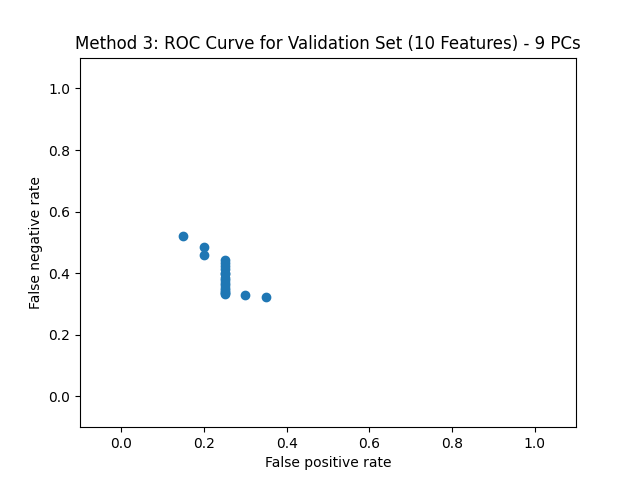 Method 3: ROC Curve for Validation Set (10 Features) - 9 PCs
1.0
0.8
0.6
0.4
0.2
0.0
False negative rate
0.0 0.2 0.4 0.6 0.8 1.0
False positive rate